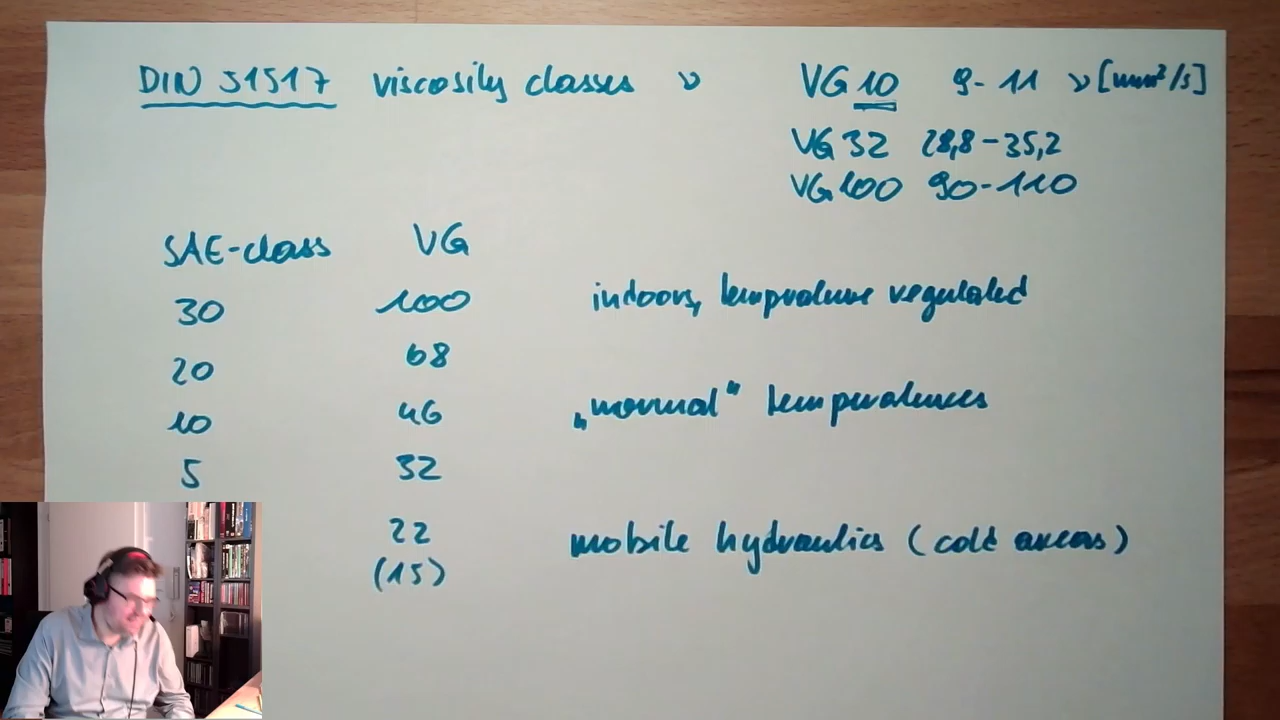 DIN 51517 viscosity classes ν VG 10 9-11 ν [mm²/s]
VG 32 28,8-35,2
VG 100 90-110
SAE-class VG
30 100 indoors, temperature regulated
20 68
10 46 „normal" temperatures
5 32
22 mobile hydraulics (cold areas)
(15)